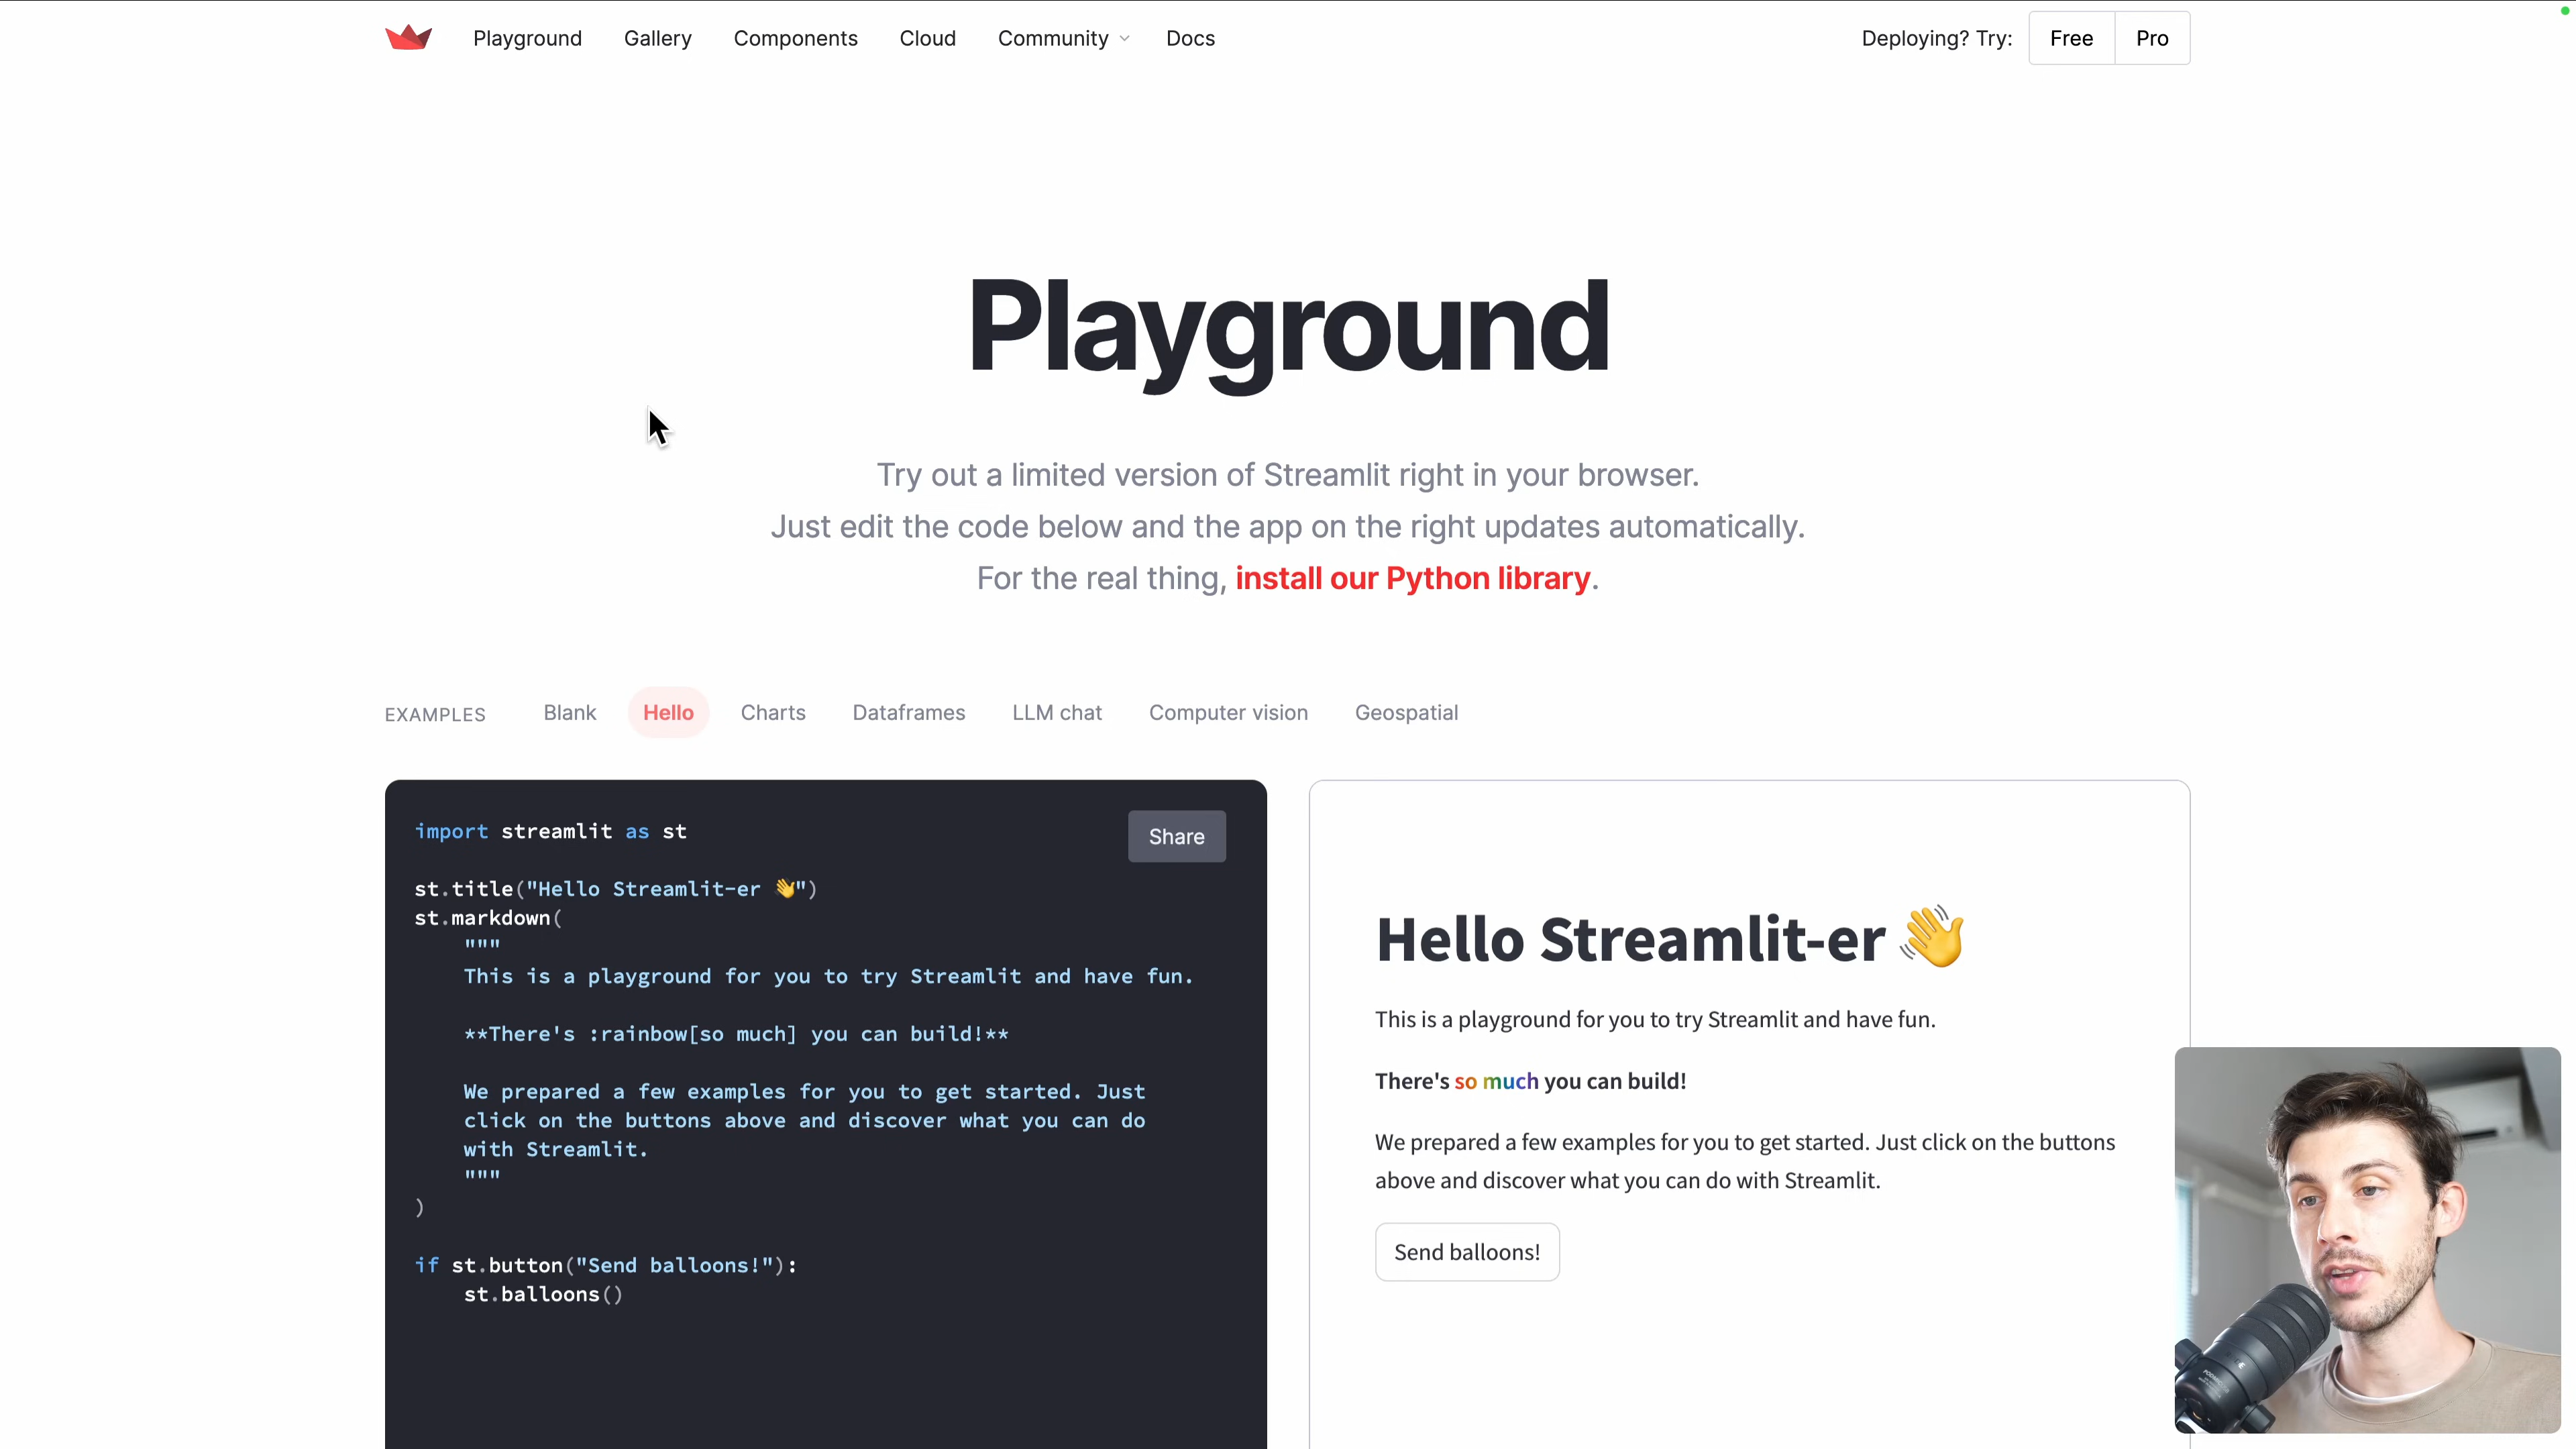 Playground Gallery Components Cloud Community Docs Deploying? Try: Free Pro
Playground
Try out a limited version of Streamlit right in your browser.
Just edit the code below and the app on the right updates automatically.
For the real thing, install our Python library.
EXAMPLES Blank Hello Charts Dataframes LLM chat Computer vision Geospatial
import streamlit as st
Share
st.title("Hello Streamlit-er 👋")
st.markdown(
"""
This is a playground for you to try Streamlit and have fun.
**There's :rainbow[so much] you can build!**
We prepared a few examples for you to get started. Just
click on the buttons above and discover what you can do
with Streamlit.
"""
)
if st.button("Send balloons!"):
st.balloons()
Hello Streamlit-er 👋
This is a playground for you to try Streamlit and have fun.
There's so much you can build!
We prepared a few examples for you to get started. Just click on the buttons
above and discover what you can do with Streamlit.
Send balloons!